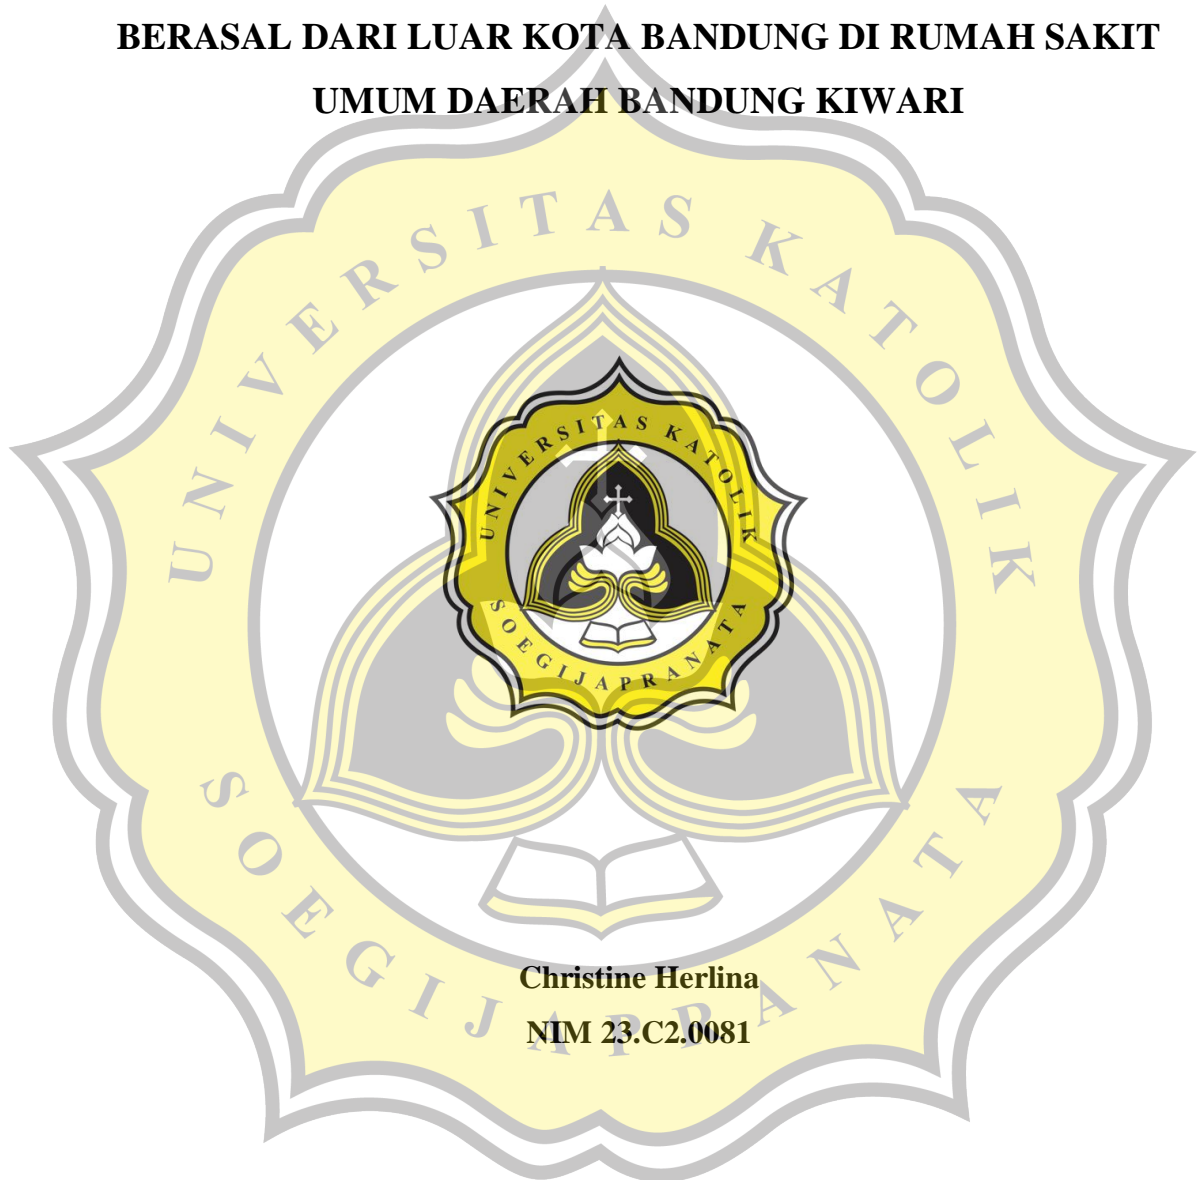 BERASAL DARI LUAR KOTA BANDUNG DI RUMAH SAKIT
UMUM DAERAH BANDUNG KIWARI
UNIVERSITAS KATOLIK
SOEGIJAPRANATA
UNIVERSITAS KATOLIK
SOEGIJAPRANATA
Christine Herlina
NIM 23.C2.0081